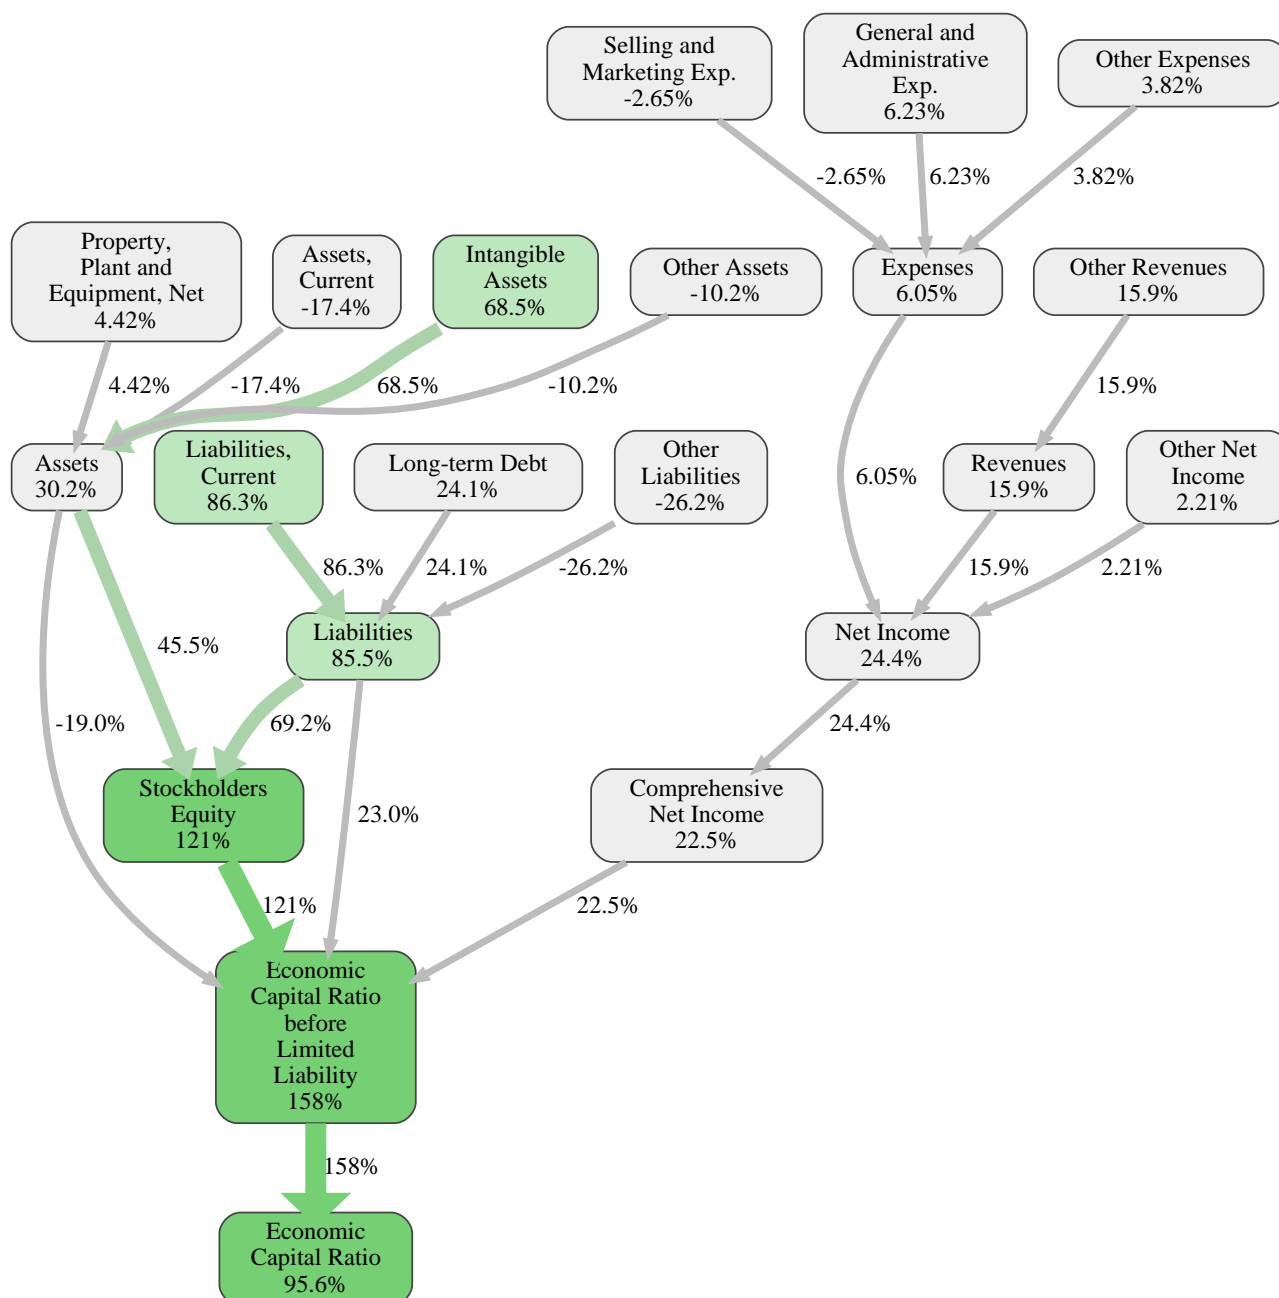 Selling and
Marketing Exp.
-2.65%
General and
Administrative
Exp.
6.23%
Other Expenses
3.82%
-2.65%
6.23%
3.82%
Property,
Plant and
Equipment, Net
4.42%
Assets,
Current
-17.4%
Intangible
Assets
68.5%
Other Assets
-10.2%
Expenses
6.05%
Other Revenues
15.9%
4.42%
-17.4%
68.5%
-10.2%
15.9%
Assets
30.2%
Liabilities,
Current
86.3%
Long-term Debt
24.1%
Other
Liabilities
-26.2%
6.05%
Revenues
15.9%
Other Net
Income
2.21%
86.3%
24.1%
-26.2%
15.9%
2.21%
45.5%
Liabilities
85.5%
Net Income
24.4%
-19.0%
69.2%
24.4%
Stockholders
Equity
121%
23.0%
Comprehensive
Net Income
22.5%
121%
22.5%
Economic
Capital Ratio
before
Limited
Liability
158%
158%
Economic
Capital Ratio
95.6%